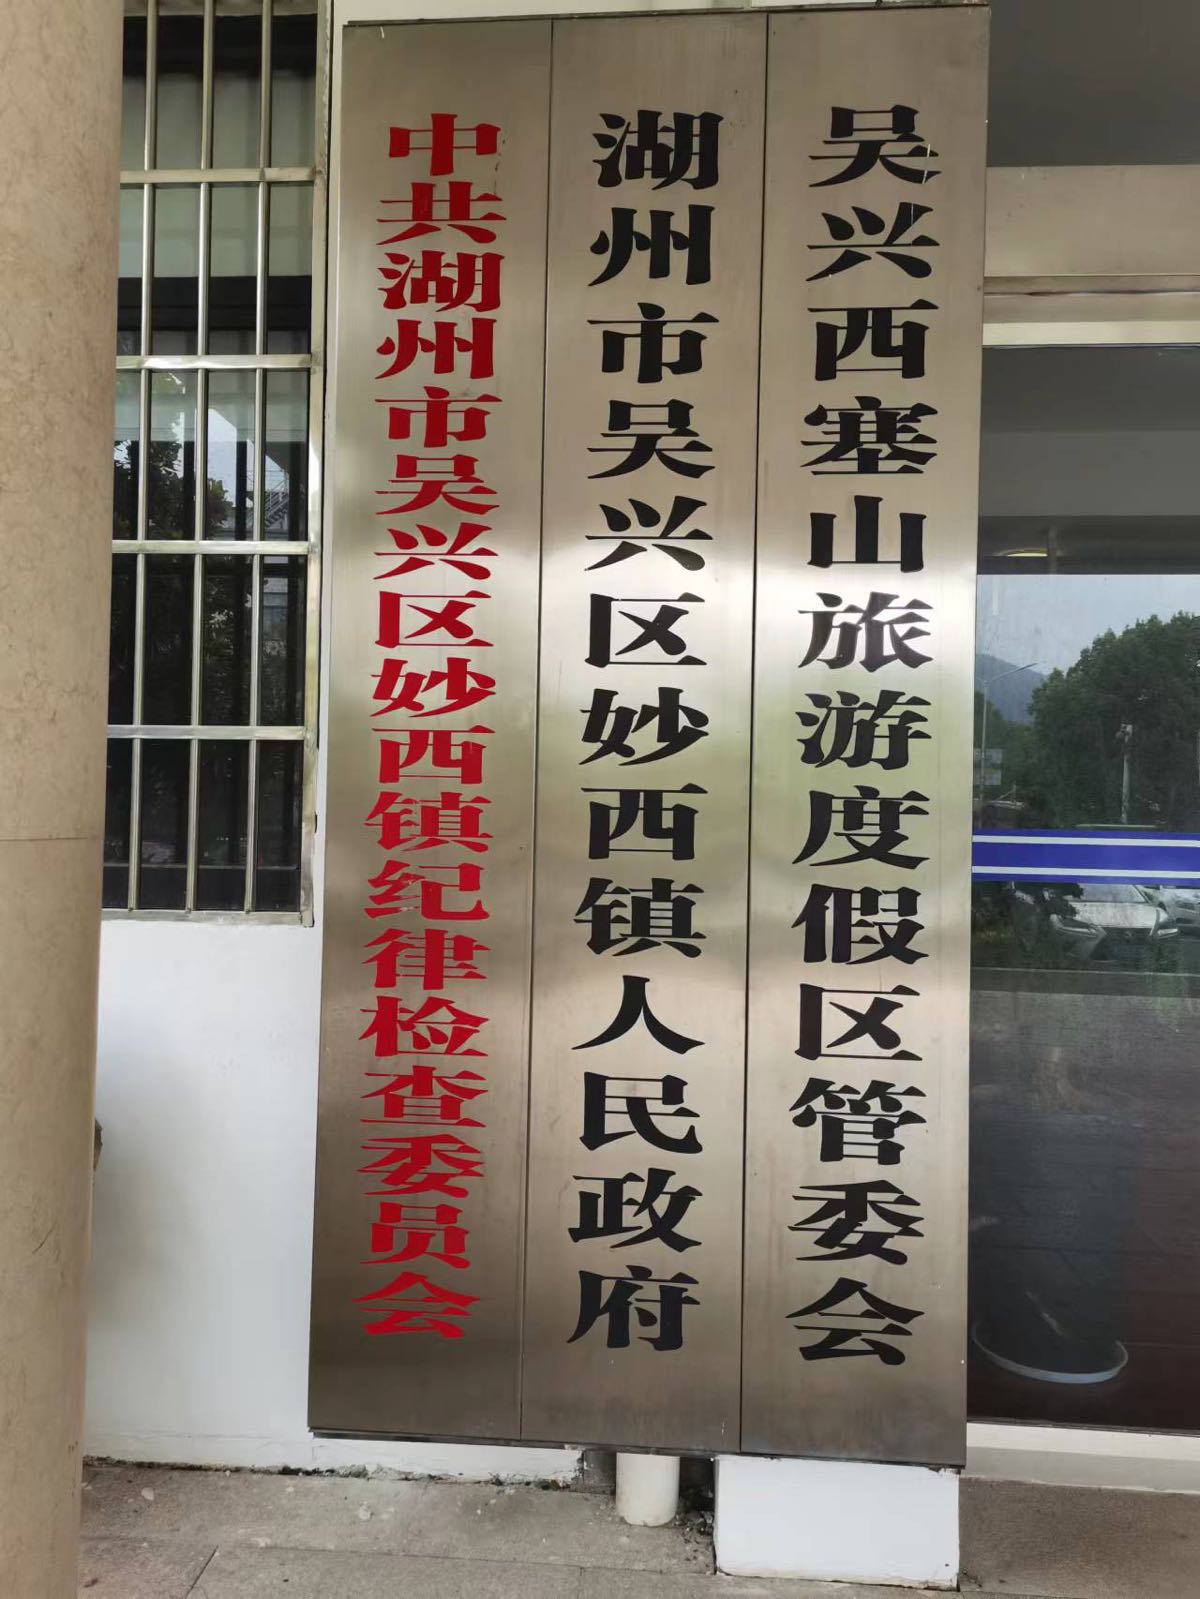 吴兴西塞山旅游度假区管委会
湖州市吴兴区妙西镇人民政府
中共湖州市吴兴区妙西镇纪律检查委员会